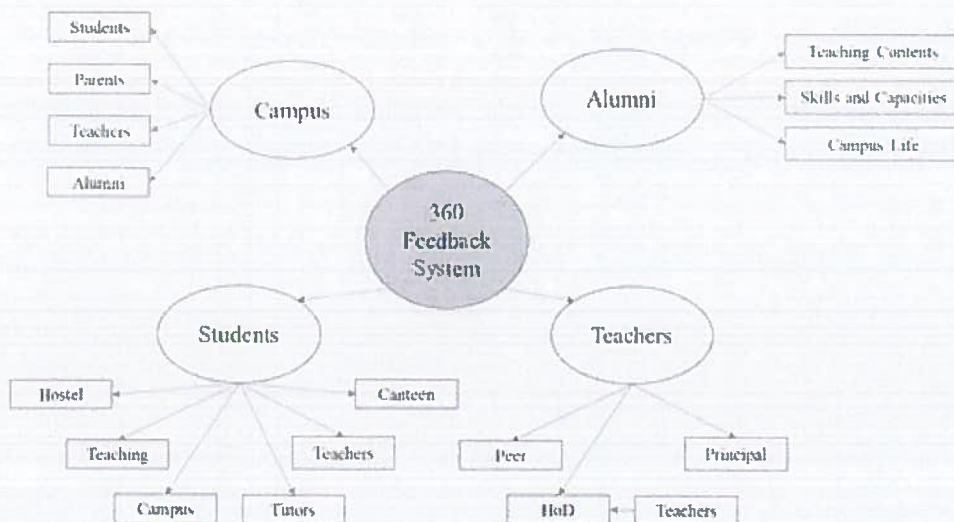 Students
Parents
Teachers
Alumni
Campus
Alumni
Teaching Contents
Skills and Capacities
Campus Life
360
Feedback
System
Students
Teachers
Hostel
Canteen
Teaching
Teachers
Campus
Tutors
Peer
Principal
HoD
Teachers